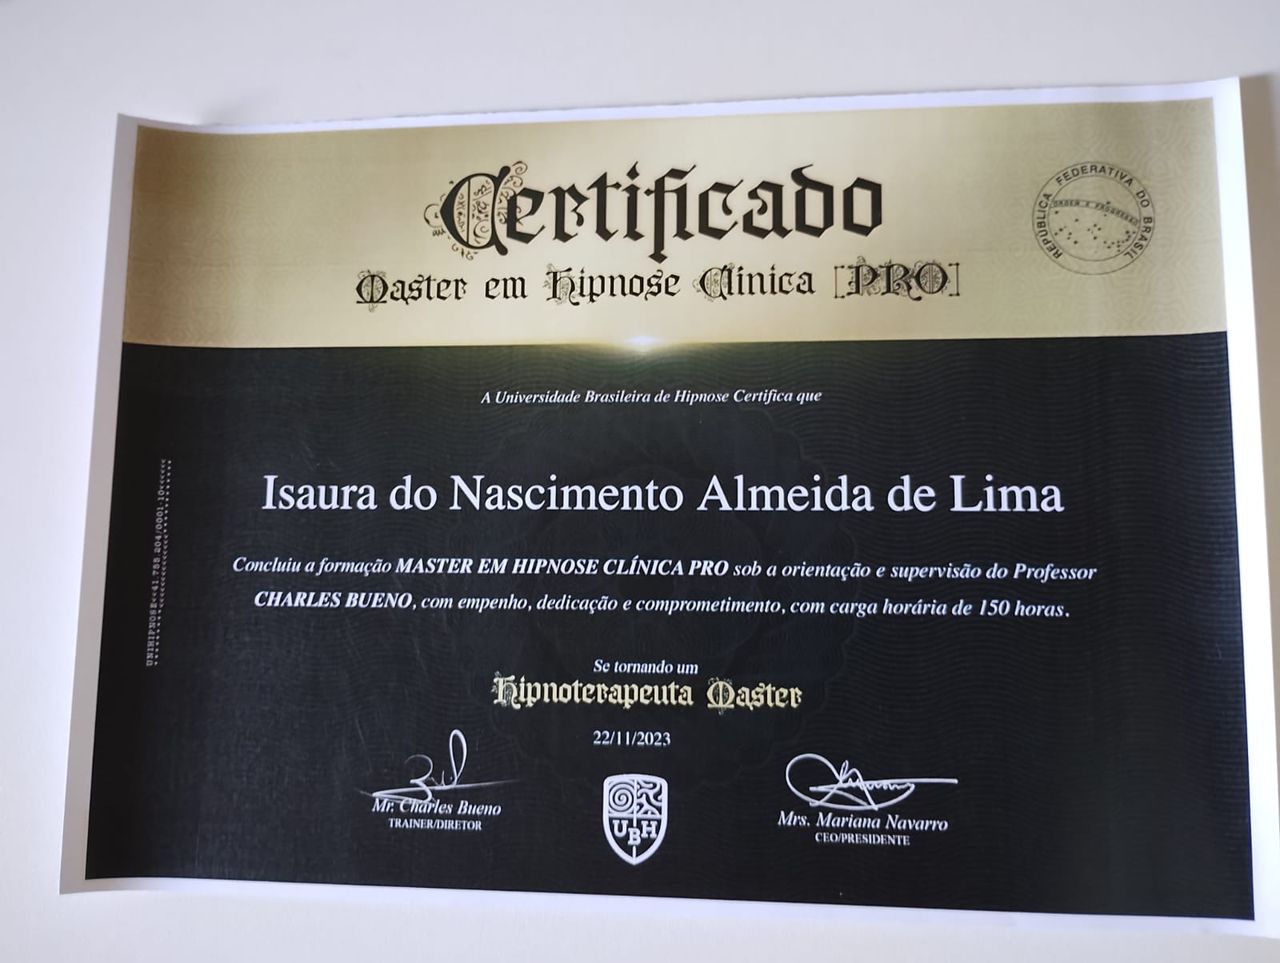 Certificado
Master em Hipnose Clínica [PRO]
REPÚBLICA FEDERATIVA DO BRASIL
ORDEM E PROGRESSO
A Universidade Brasileira de Hipnose Certifica que
Isaura do Nascimento Almeida de Lima
Concluiu a formação MASTER EM HIPNOSE CLÍNICA PRO sob a orientação e supervisão do Professor
CHARLES BUENO, com empenho, dedicação e comprometimento, com carga horária de 150 horas.
Se tornando um
Hipnoterapeuta Master
22/11/2023
Mr. Charles Bueno
TRAINER/DIRETOR
UBH
Mrs. Mariana Navarro
CEO/PRESIDENTE